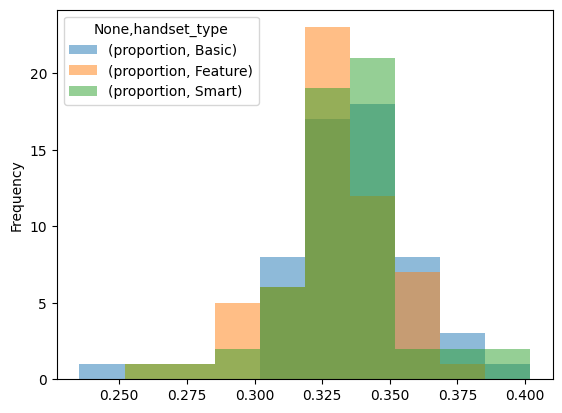 None,handset_type
(proportion, Basic)
(proportion, Feature)
(proportion, Smart)
Frequency
20
15
10
5
0
0.250 0.275 0.300 0.325 0.350 0.375 0.400